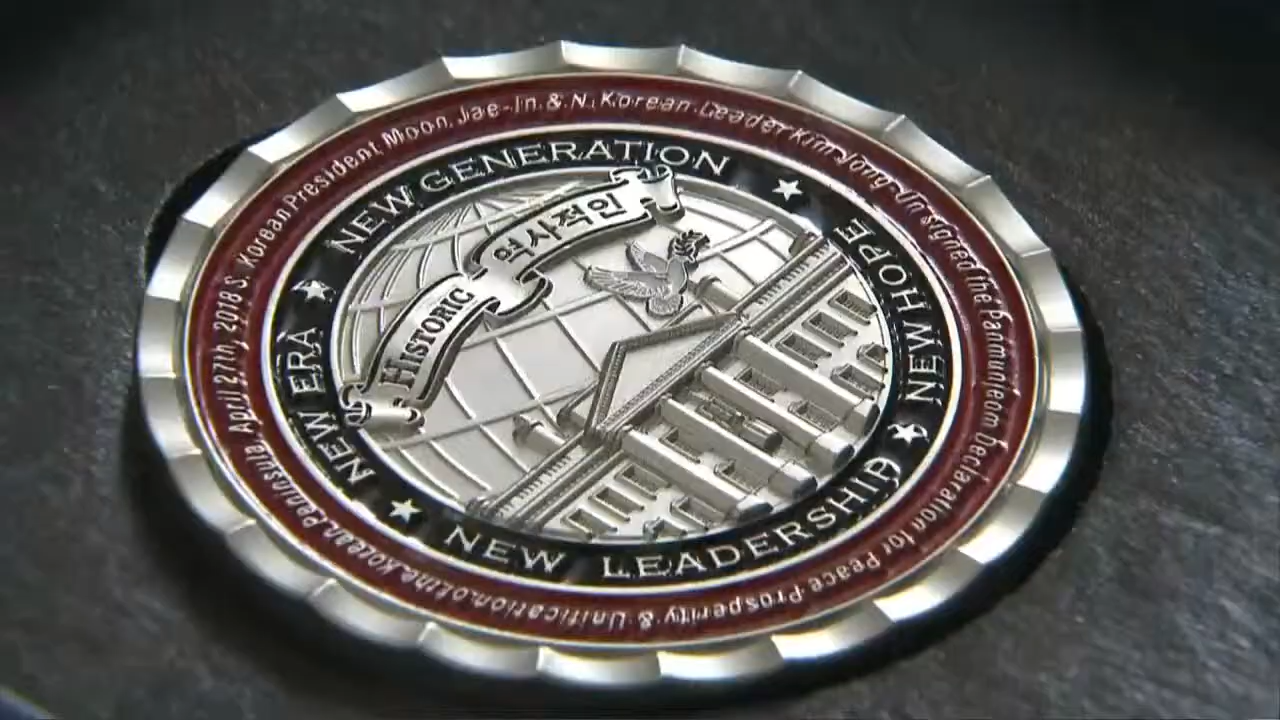 April 27th, 2018 S. Korean President Moon Jae-In & N. Korean Leader Kim Jong-Un signed the Panmunjeon Declaration for Peace Prosperity & Unification of the Korean Peninsula,
NEW ERA ★ NEW GENERATION ★ NEW HOPE ★ NEW LEADERSHIP ★
HISTORIC 역사적인